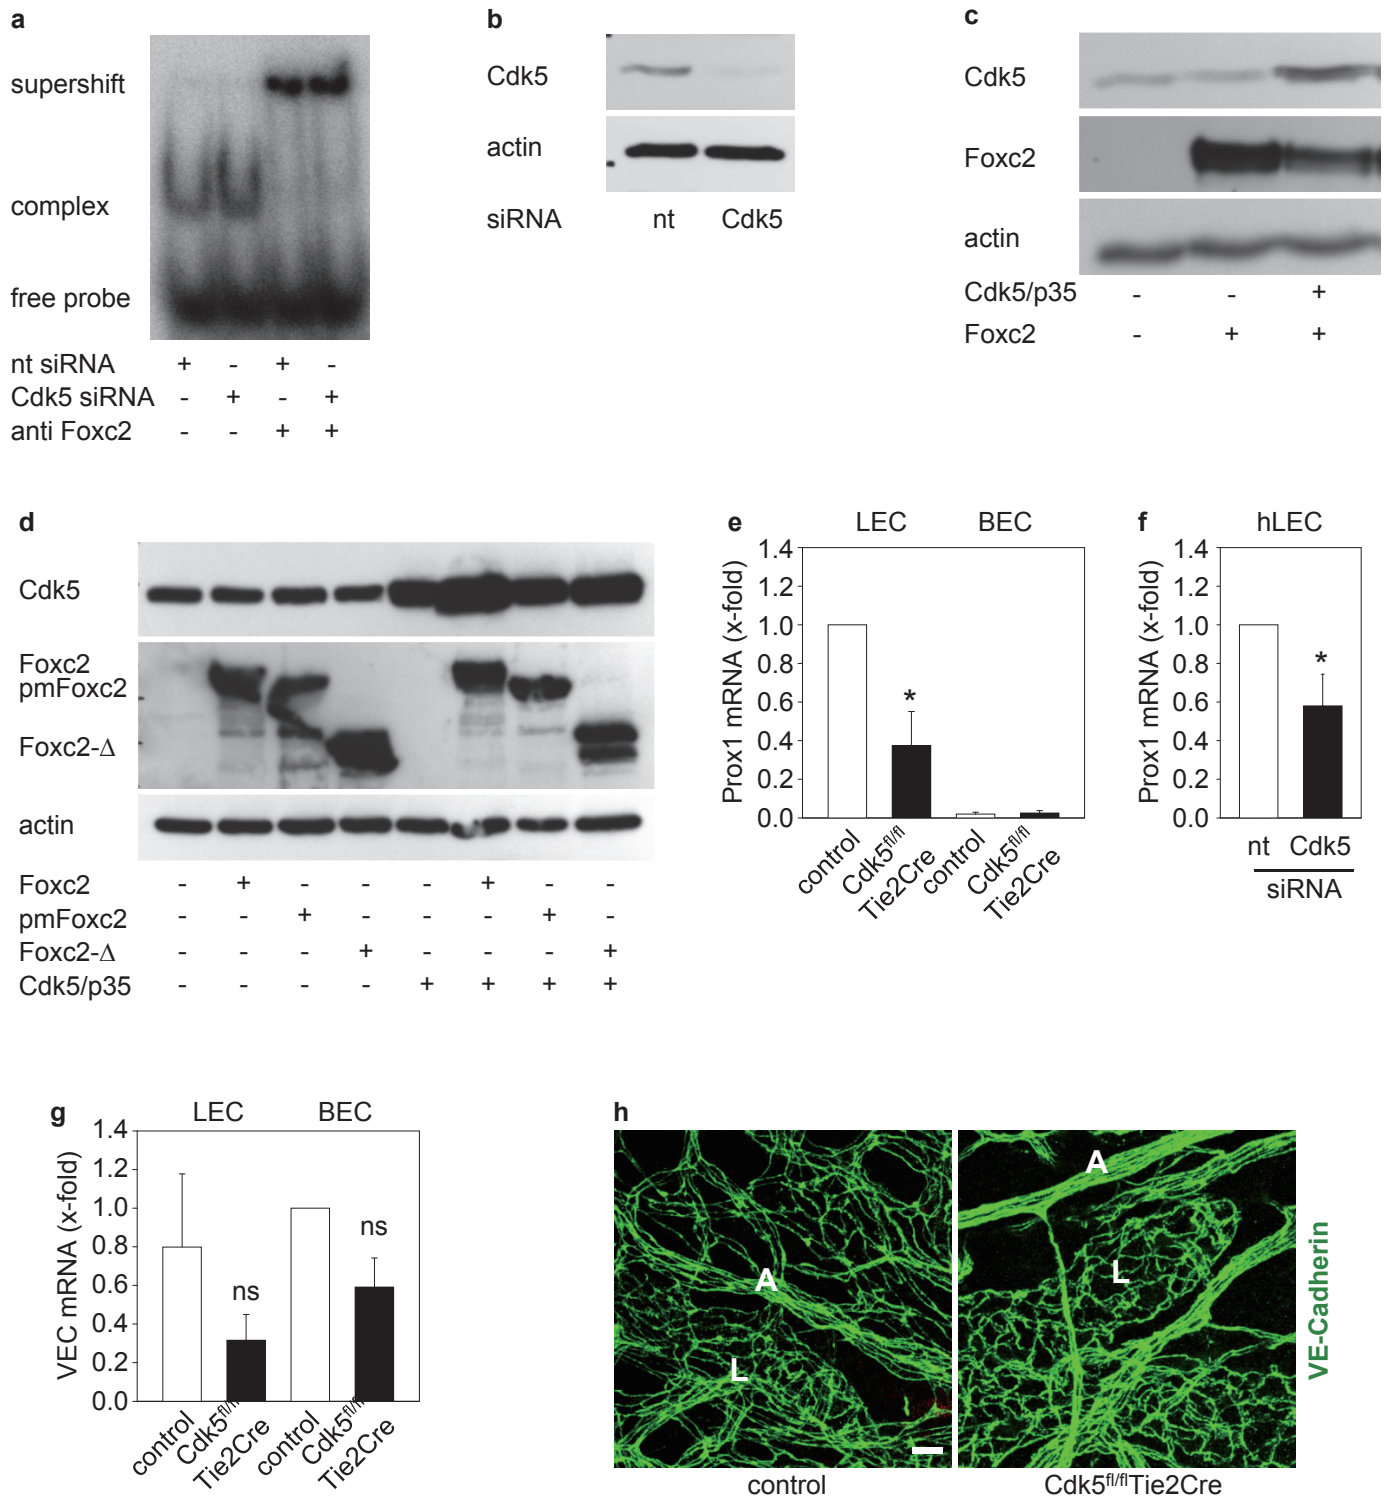 a
supershift
complex
free probe
nt siRNA + - + -
Cdk5 siRNA - + - +
anti Foxc2 - - + +
b
Cdk5
actin
siRNA nt Cdk5
c
Cdk5
Foxc2
actin
Cdk5/p35 - - +
Foxc2 - + +
d
Cdk5
Foxc2
pmFoxc2
Foxc2-Δ
actin
Foxc2 - + - - - + - -
pmFoxc2 - - + - - - + -
Foxc2-Δ - - - + - - - +
Cdk5/p35 - - - - + + + +
e
LEC BEC
Prox1 mRNA (x-fold)
1.4
1.2
1.0
0.8
0.6
0.4
0.2
0.0
*
control
Cdk5fl/fl
Tie2Cre
control
Cdk5fl/fl
Tie2Cre
f
hLEC
Prox1 mRNA (x-fold)
1.4
1.2
1.0
0.8
0.6
0.4
0.2
0.0
*
nt Cdk5
siRNA
g
LEC BEC
VEC mRNA (x-fold)
1.4
1.2
1.0
0.8
0.6
0.4
0.2
0.0
ns
ns
control
Cdk5fl/fl
Tie2Cre
control
Cdk5fl/fl
Tie2Cre
h
A
L
A
L
VE-Cadherin
control
Cdk5fl/flTie2Cre